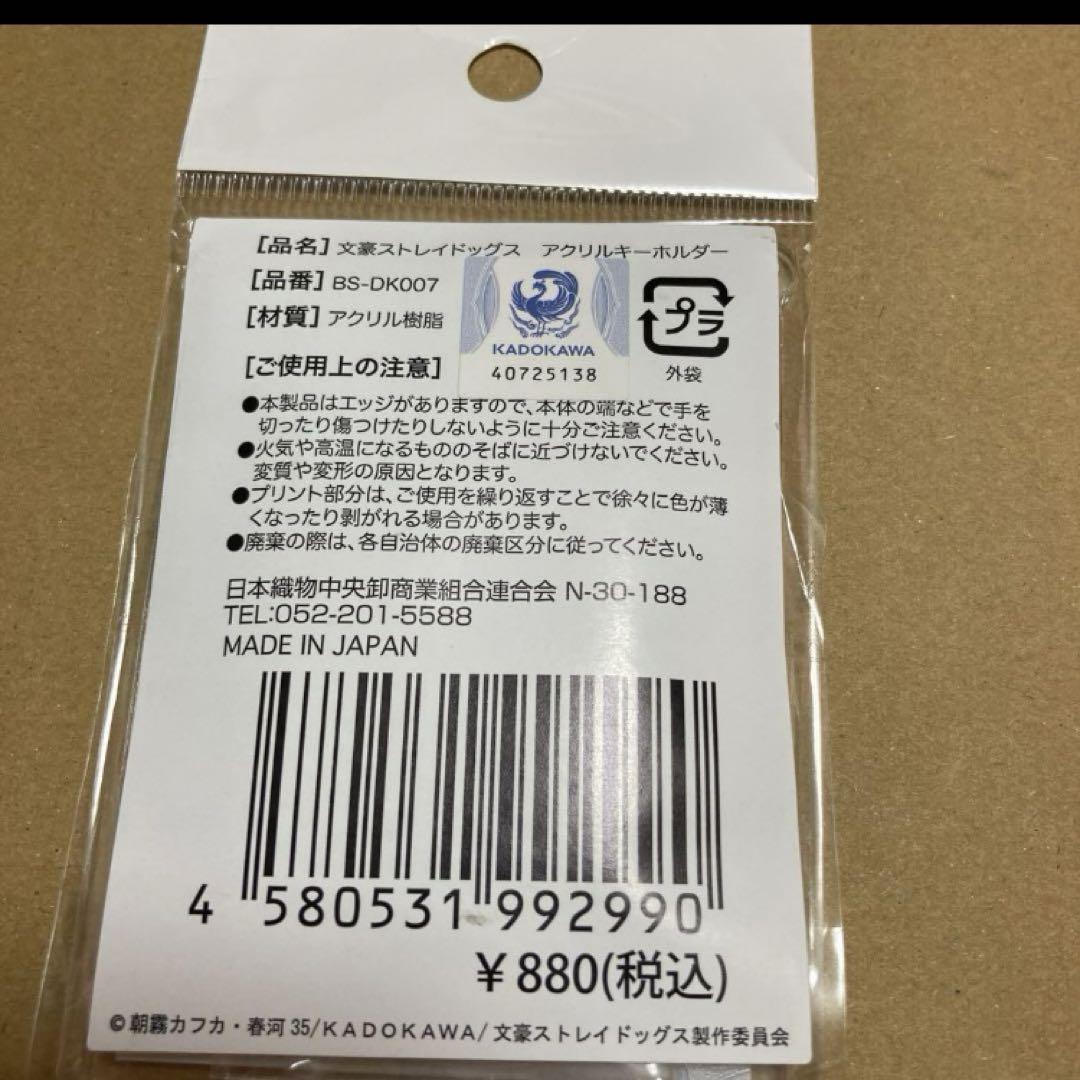 [品名] 文豪ストレイドッグス アクリルキーホルダー
[品番] BS-DK007
[材質] アクリル樹脂
KADOKAWA
40725138
プラ
外袋
[ご使用上の注意]
●本製品はエッジがありますので、本体の端などで手を
切ったり傷つけたりしないように十分ご注意ください。
●火気や高温になるもののそばに近づけないでください。
変質や変形の原因となります。
●プリント部分は、ご使用を繰り返すことで徐々に色が薄
くなったり剥がれる場合があります。
●廃棄の際は、各自治体の廃棄区分に従ってください。
日本織物中央卸商業組合連合会 N-30-188
TEL:052-201-5588
MADE IN JAPAN
4 580531 992990
￥880(税込)
©朝霧カフカ・春河35/KADOKAWA/文豪ストレイドッグス製作委員会